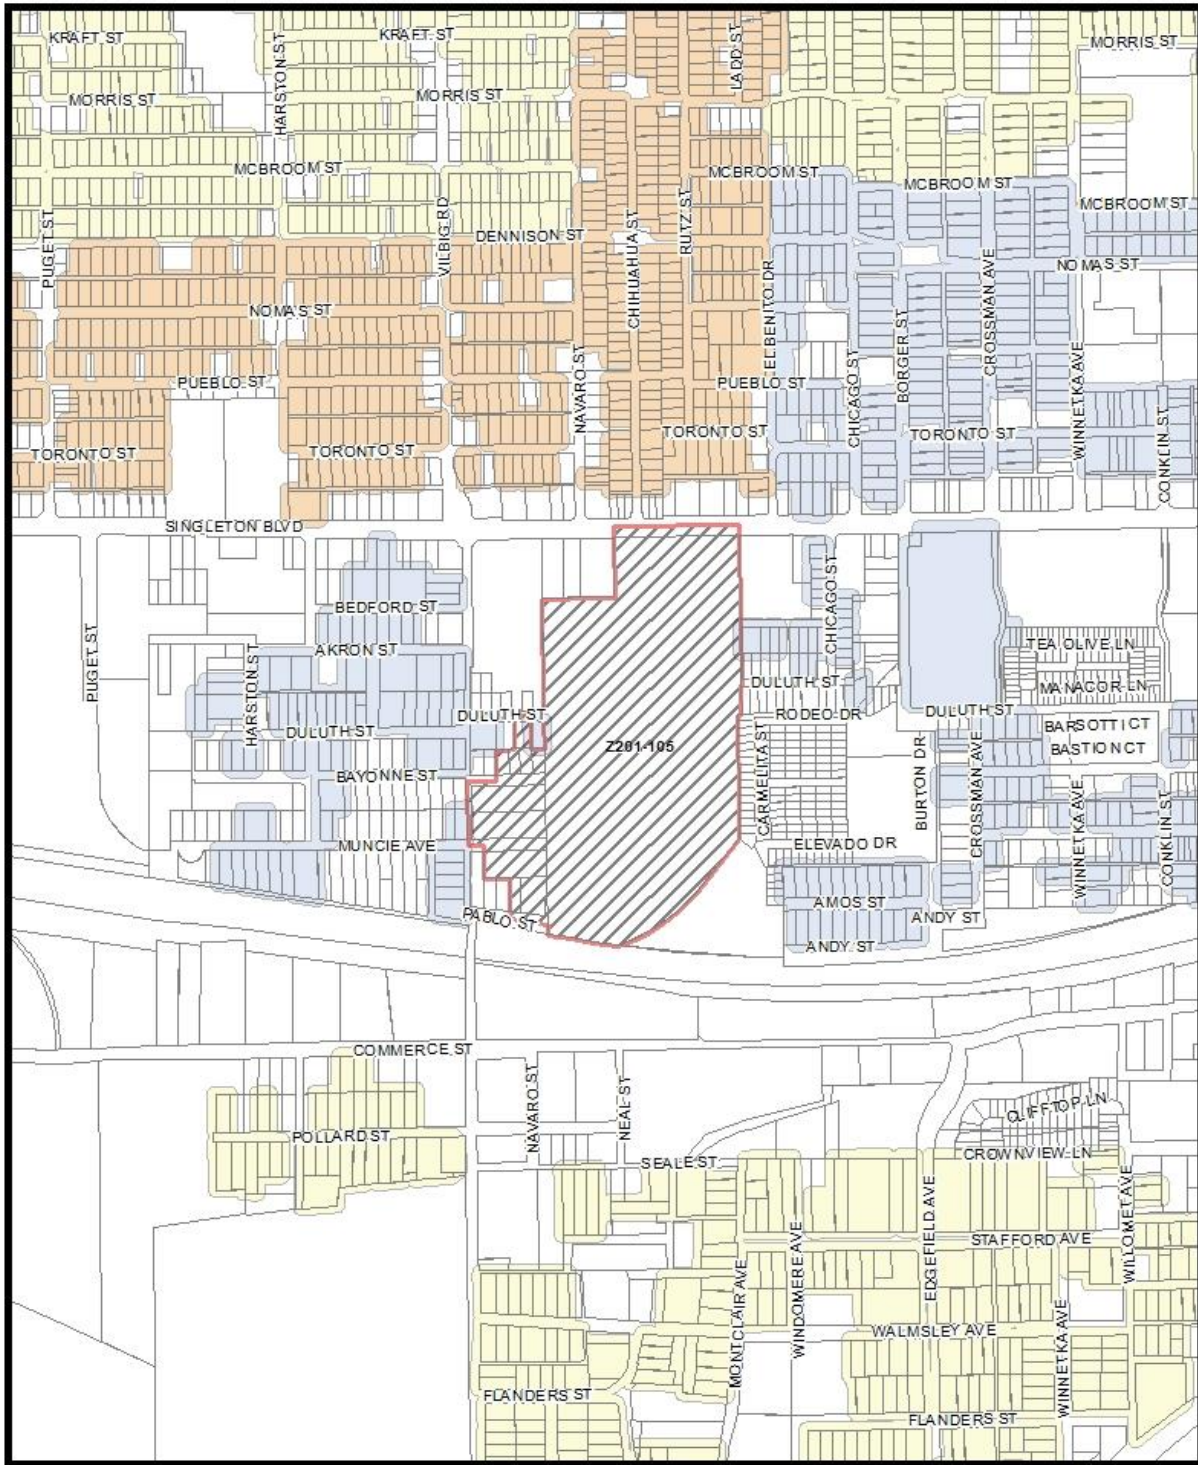 KRAFT ST
KRAFT ST
LADD ST
MORRIS ST
HARSTON ST
MORRIS ST
MORRIS ST
MCBROOM ST
MCBROOM ST
MCBROOM ST
MCBROOM ST
PUGET ST
VILBIG RD
DENNISON ST
CHIHUAHUA ST
RUTZ ST
EL BENITO DR
CROSSMAN AVE
NOMAS ST
NOMAS ST
BORGER ST
PUEBLO ST
NAVARO ST
PUEBLO ST
CHICAGO ST
WINNETKA AVE
TORONTO ST
TORONTO ST
TORONTO ST
TORONTO ST
CONKLIN ST
SINGLETON BLVD
PUGET ST
BEDFORD ST
CHICAGO ST
AKRON ST
TEA OLIVE LN
HARSTON ST
DULUTH ST
MANACOR LN
DULUTH ST
RODEO DR
DULUTH ST
DULUTH ST
BARSOTTI CT
Z201-105
BASTION CT
BAYONNE ST
CARMELITA ST
BURTON DR
CROSSMAN AVE
WINNETKA AVE
CONKLIN ST
MUNCIE AVE
ELEVADO DR
AMOS ST
PABLO ST
ANDY ST
ANDY ST
COMMERCE ST
NAVARO ST
NEAL ST
CLIFFTOP LN
POLLARD ST
SEALE ST
CROWNVIEW LN
EDGEFIELD AVE
WILLOMET AVE
STAFFORD AVE
MONTCLAIR AVE
WINDOMERE AVE
WINNETKA AVE
WALMSLEY AVE
FLANDERS ST
FLANDERS ST